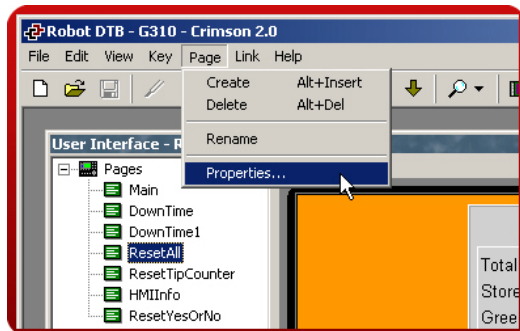 Robot DTB - G310 - Crimson 2.0
File Edit View Key Page Link Help
Create Alt+Insert
Delete Alt+Del
Rename
Properties...
User Interface - R
Pages
Main
DownTime
DownTime1
ResetAll
ResetTipCounter
HMIInfo
ResetYesOrNo
Total
Store
Gree